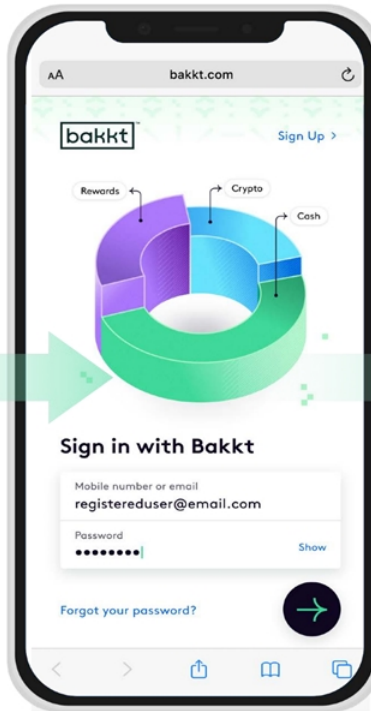 AA
bakkt.com
bakkt™
Sign Up >
Rewards
Crypto
Cash
Sign in with Bakkt
Mobile number or email
registereduser@email.com
Password
••••••••
Show
Forgot your password?